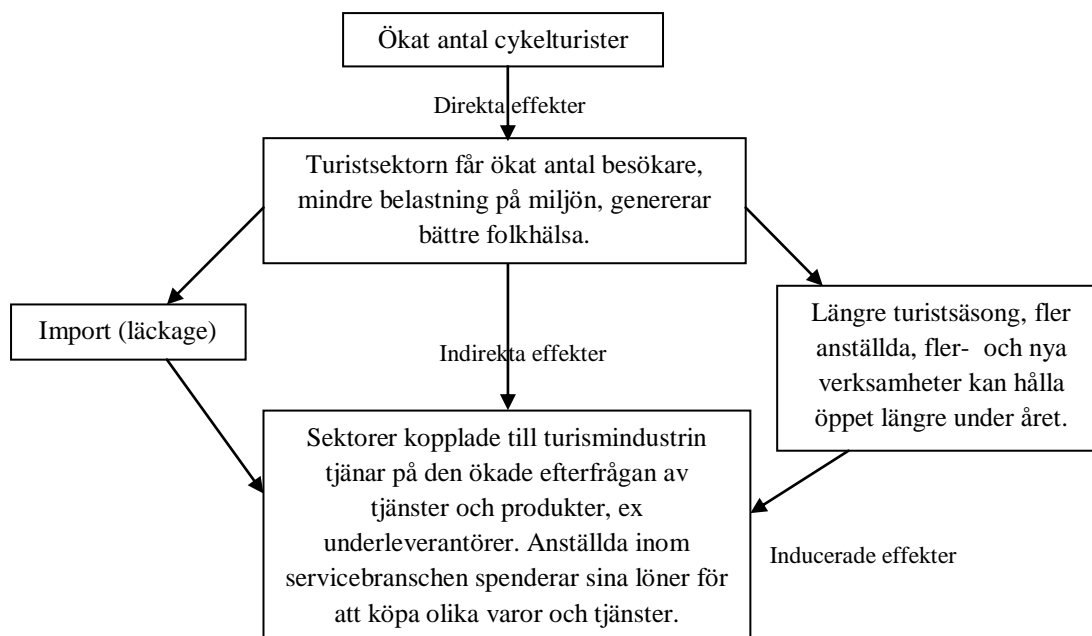 Ökat antal cykelturister
Direkta effekter
Turistsektorn får ökat antal besökare,
mindre belastning på miljön, genererar
bättre folkhälsa.
Import (läckage)
Indirekta effekter
Längre turistsäsong, fler
anställda, fler- och nya
verksamheter kan hålla
öppet längre under året.
Sektorer kopplade till turismindustrin
tjänar på den ökade efterfrågan av
tjänster och produkter, ex
underleverantörer. Anställda inom
servicebranschen spenderar sina löner för
att köpa olika varor och tjänster.
Inducerade effekter